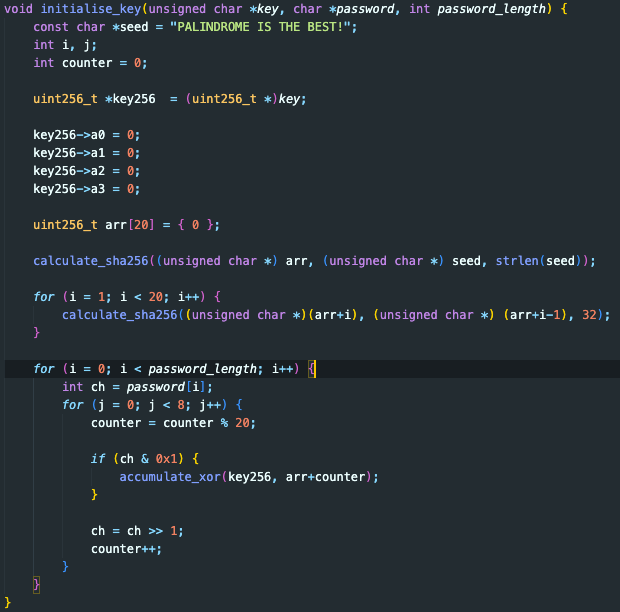 void initialise_key(unsigned char *key, char *password, int password_length) {
    const char *seed = "PALINDROME IS THE BEST!";
    int i, j;
    int counter = 0;

    uint256_t *key256  = (uint256_t *)key;

    key256->a0 = 0;
    key256->a1 = 0;
    key256->a2 = 0;
    key256->a3 = 0;

    uint256_t arr[20] = { 0 };

    calculate_sha256((unsigned char *) arr, (unsigned char *) seed, strlen(seed));

    for (i = 1; i < 20; i++) {
        calculate_sha256((unsigned char *)(arr+i), (unsigned char *) (arr+i-1), 32);
    }

    for (i = 0; i < password_length; i++) {
        int ch = password[i];
        for (j = 0; j < 8; j++) {
            counter = counter % 20;

            if (ch & 0x1) {
                accumulate_xor(key256, arr+counter);
            }

            ch = ch >> 1;
            counter++;
        }
    }
}